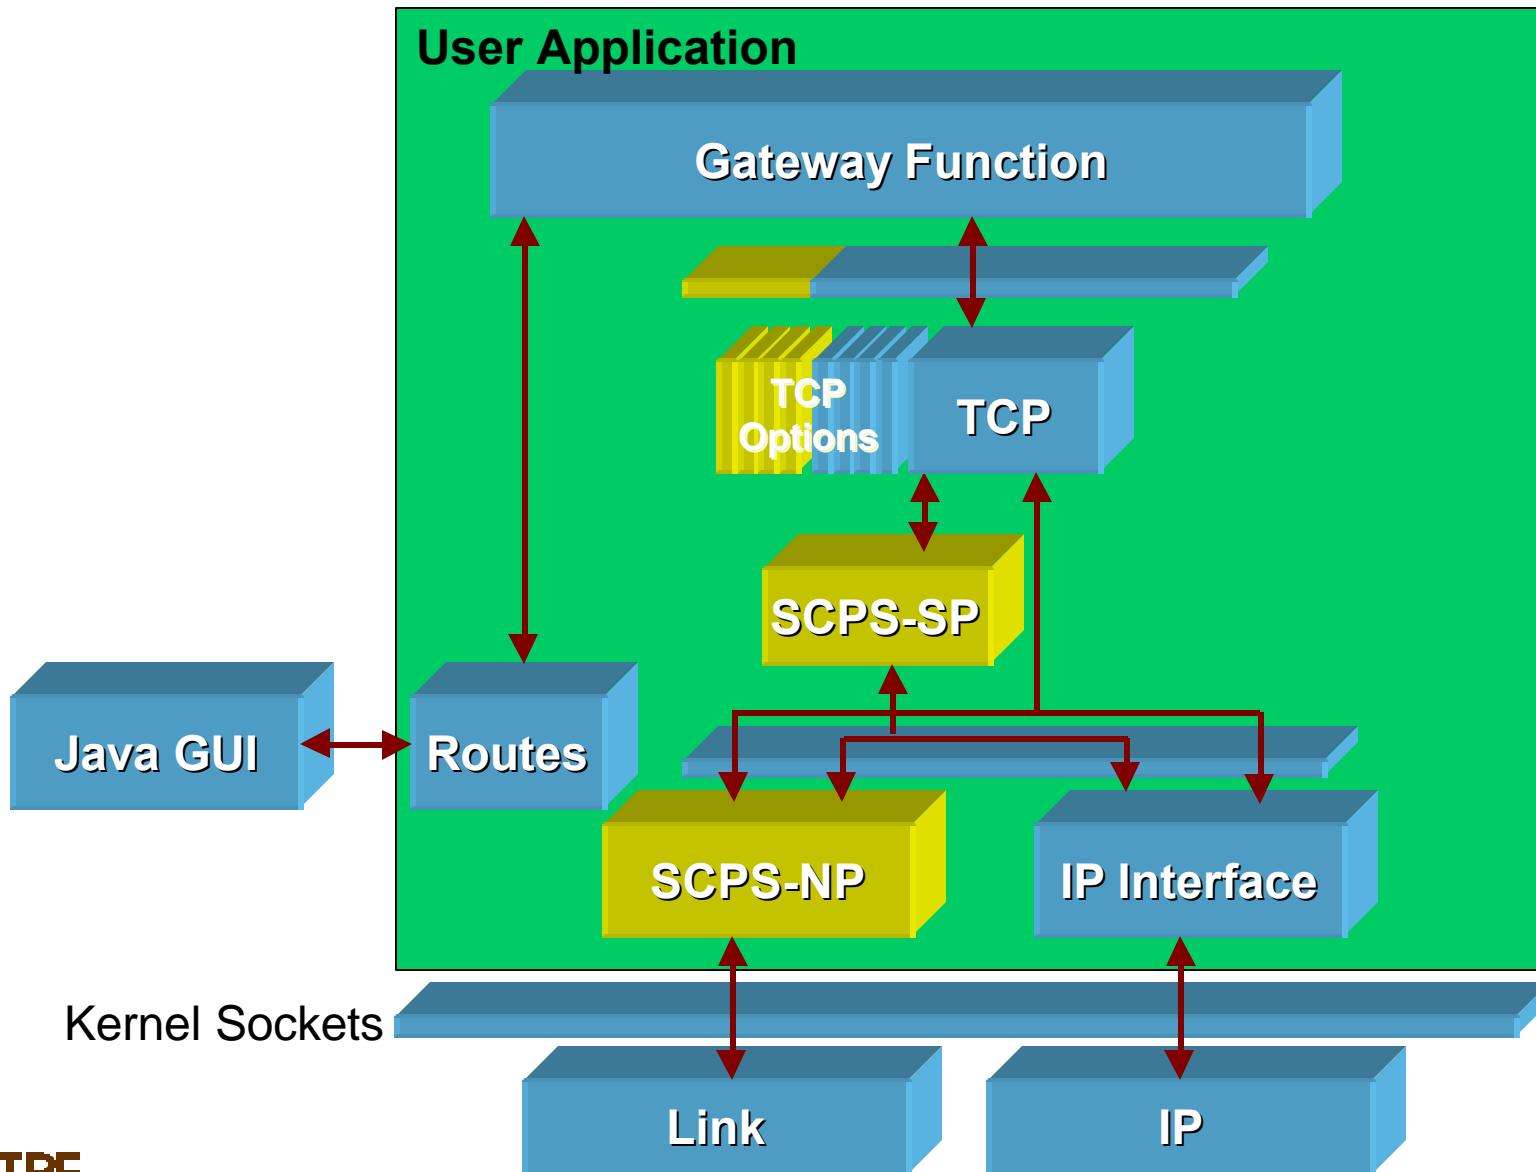 User Application
Gateway Function
TCP
Options
TCP
SCPS-SP
Java GUI
Routes
SCPS-NP
IP Interface
Kernel Sockets
Link
IP